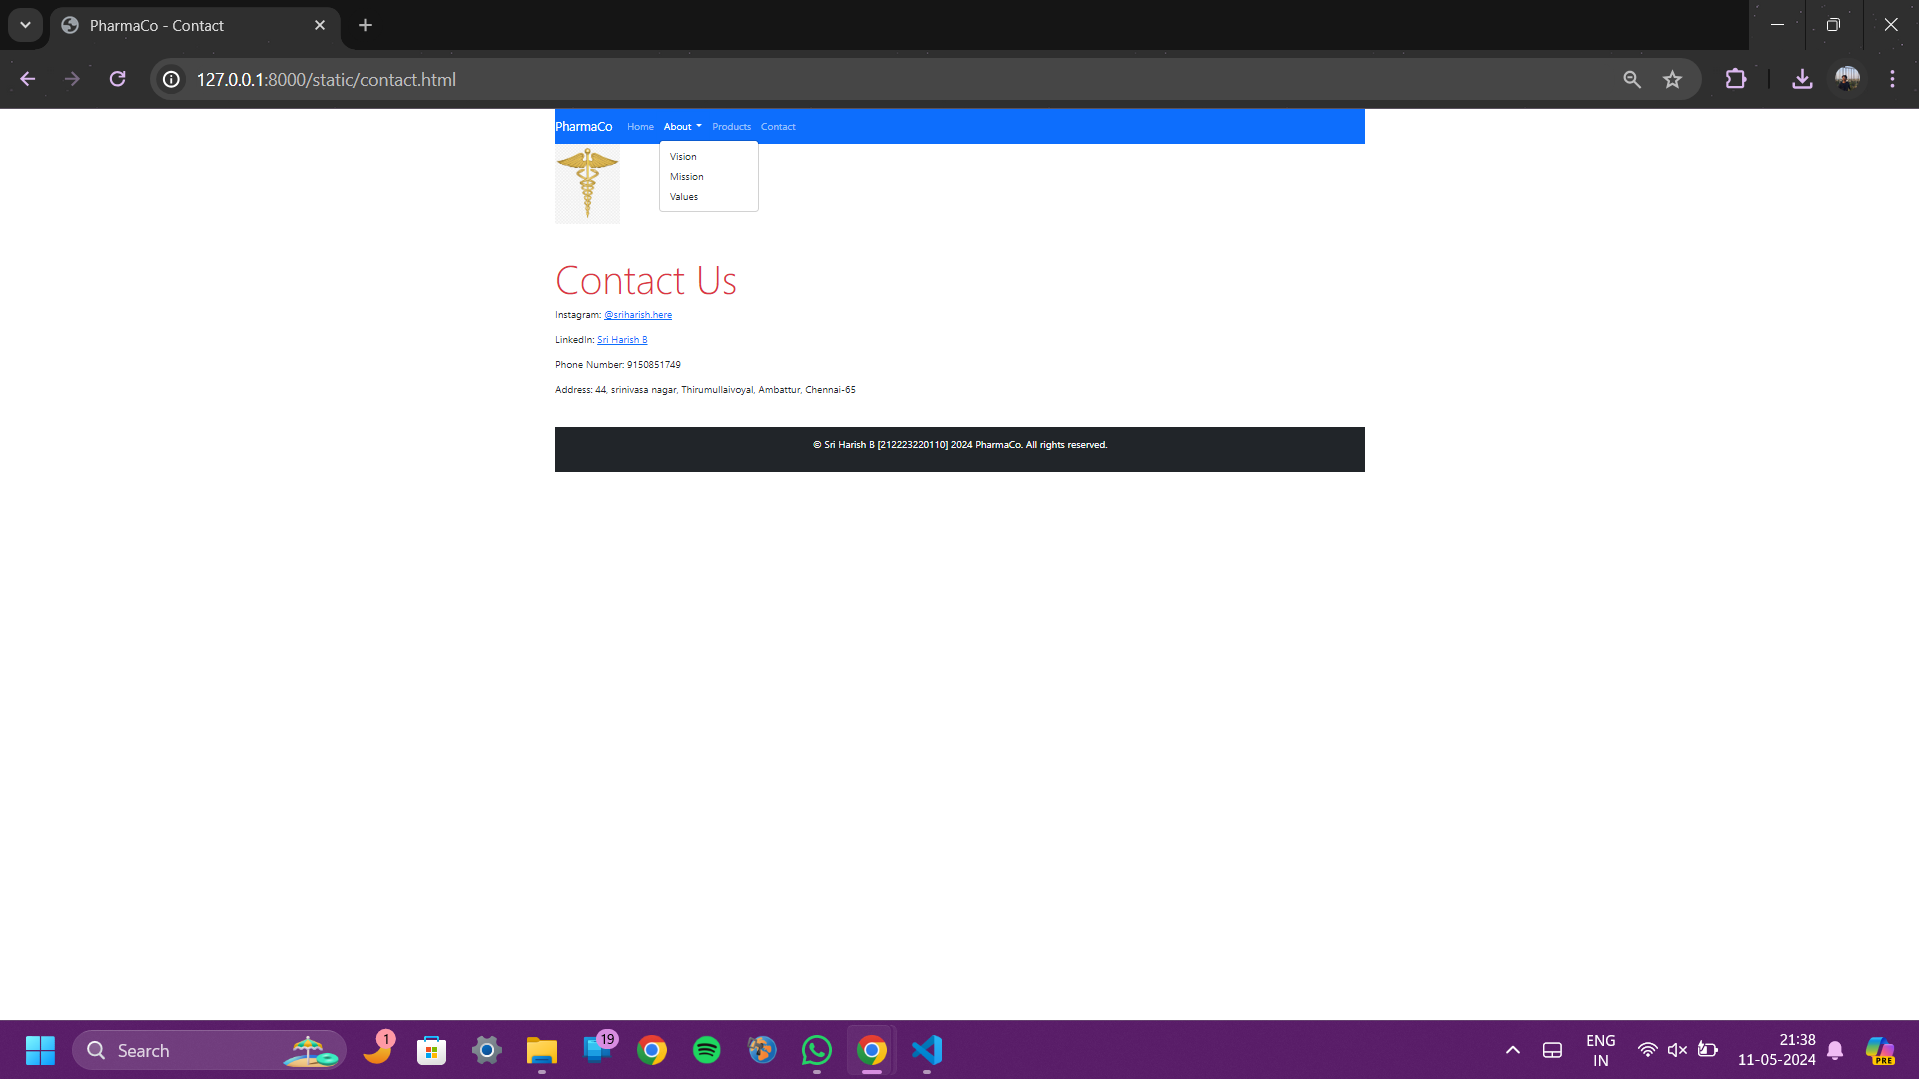 PharmaCo - Contact
127.0.0.1:8000/static/contact.html
PharmaCo Home About Products Contact
Vision
Mission
Values
Contact Us
Instagram: @sriharish.here
LinkedIn: Sri Harish B
Phone Number: 9150851749
Address: 44, srinivasa nagar, Thirumullaivoyal, Ambattur, Chennai-65
© Sri Harish B [212223220110] 2024 PharmaCo. All rights reserved.
Search
1
19
ENG
IN
21:38
11-05-2024
PRE